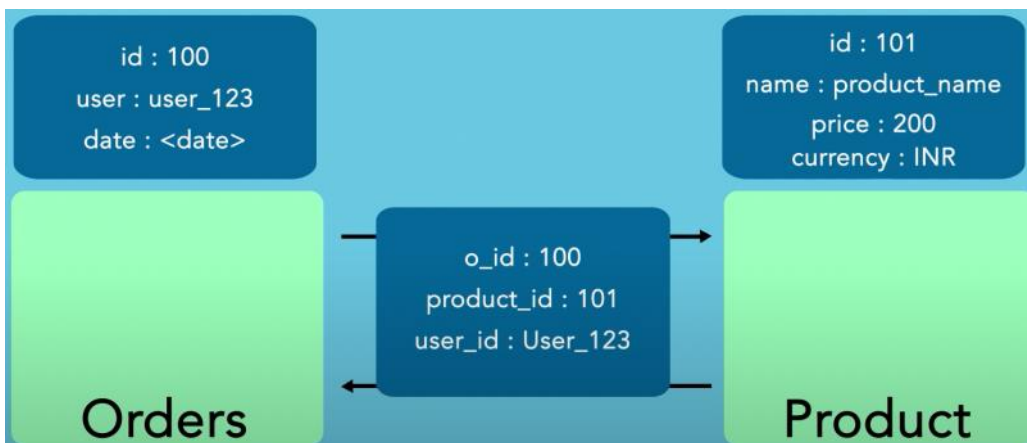 id : 100
user : user_123
date : <date>
id : 101
name : product_name
price : 200
currency : INR
o_id : 100
product_id : 101
user_id : User_123
Orders
Product